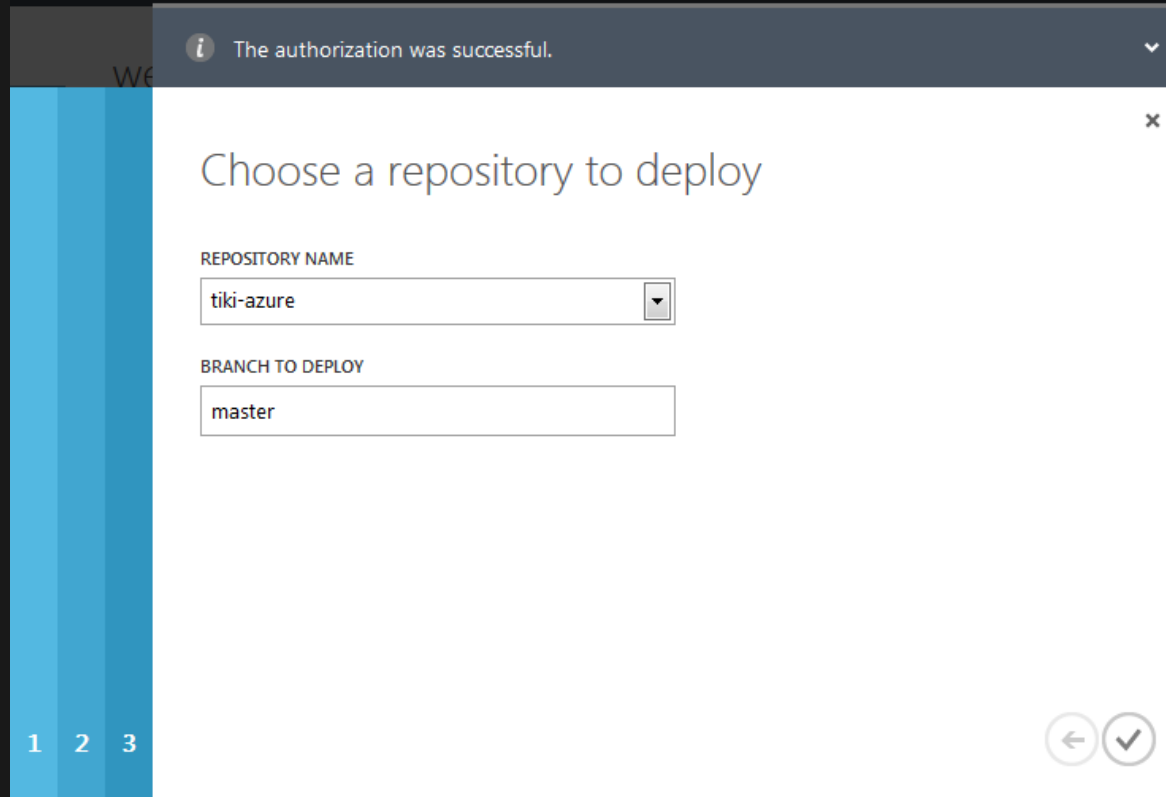 The authorization was successful.
we
Choose a repository to deploy
REPOSITORY NAME
tiki-azure
BRANCH TO DEPLOY
master
1 2 3